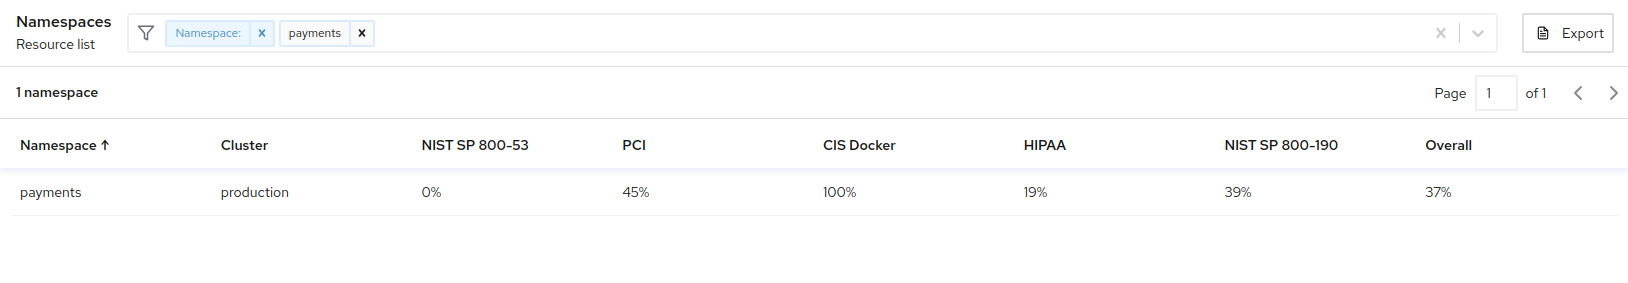 Namespaces
Resource list
Namespace: x payments x
Export
1 namespace
Page 1 of 1
Namespace ↑ Cluster NIST SP 800-53 PCI CIS Docker HIPAA NIST SP 800-190 Overall
payments production 0% 45% 100% 19% 39% 37%